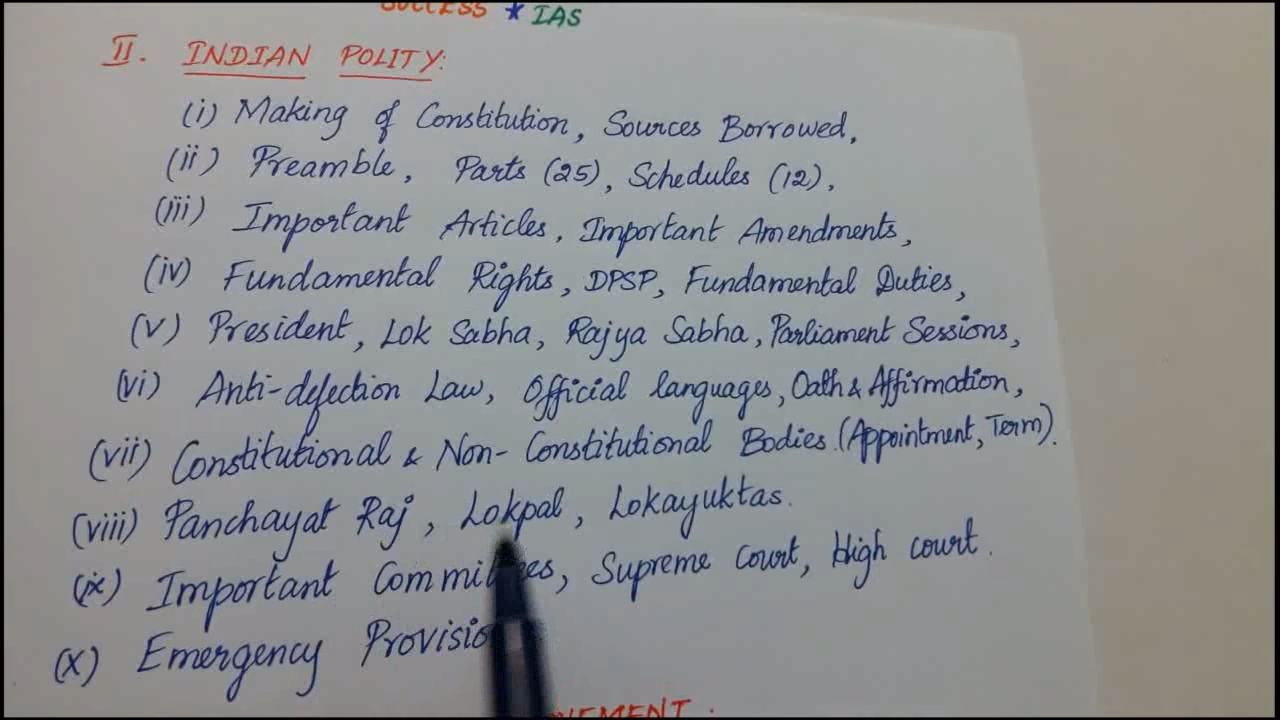 SUCCESS ★ IAS
II. INDIAN POLITY:
(i) Making of Constitution, Sources Borrowed,
(ii) Preamble, Parts (25), Schedules (12),
(iii) Important Articles, Important Amendments,
(iv) Fundamental Rights, DPSP, Fundamental Duties,
(v) President, Lok Sabha, Rajya Sabha, Parliament Sessions,
(vi) Anti-defection Law, Official languages, Oath & Affirmation,
(vii) Constitutional & Non-Constitutional Bodies (Appointment, Term).
(viii) Panchayat Raj, Lokpal, Lokayuktas.
(ix) Important Committees, Supreme Court, High court.
(x) Emergency